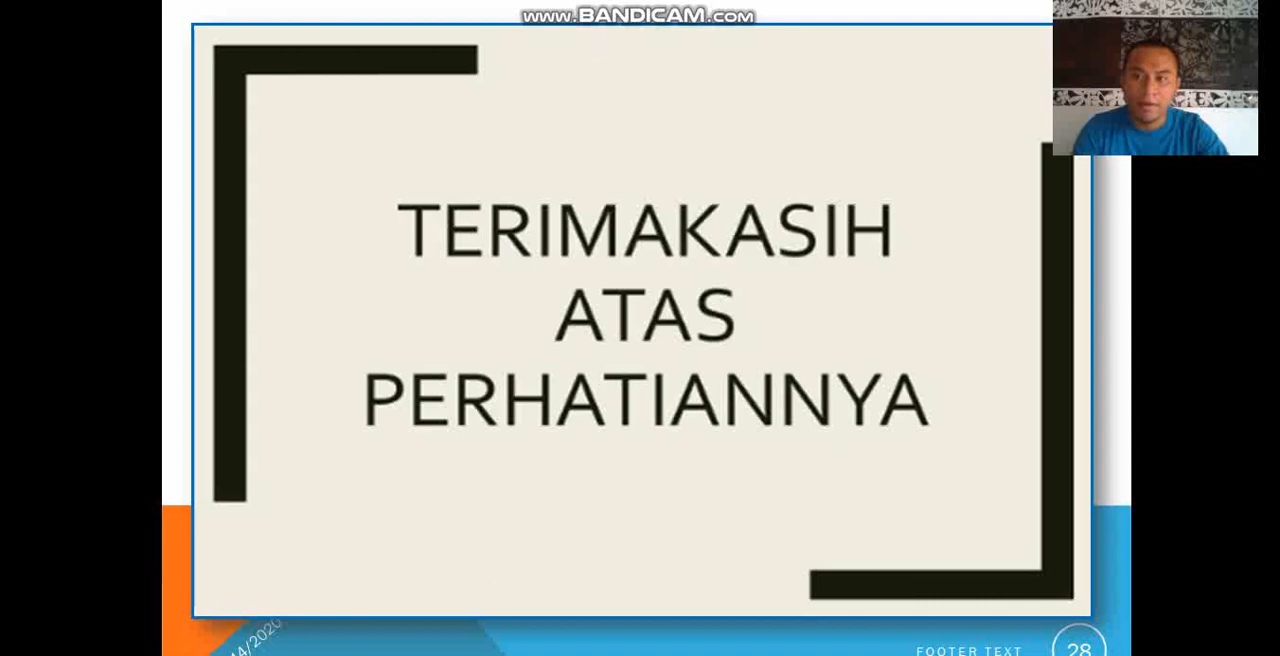 www.BANDICAM.com
TERIMAKASIH
ATAS
PERHATIANNYA
FOOTER TEXT
28